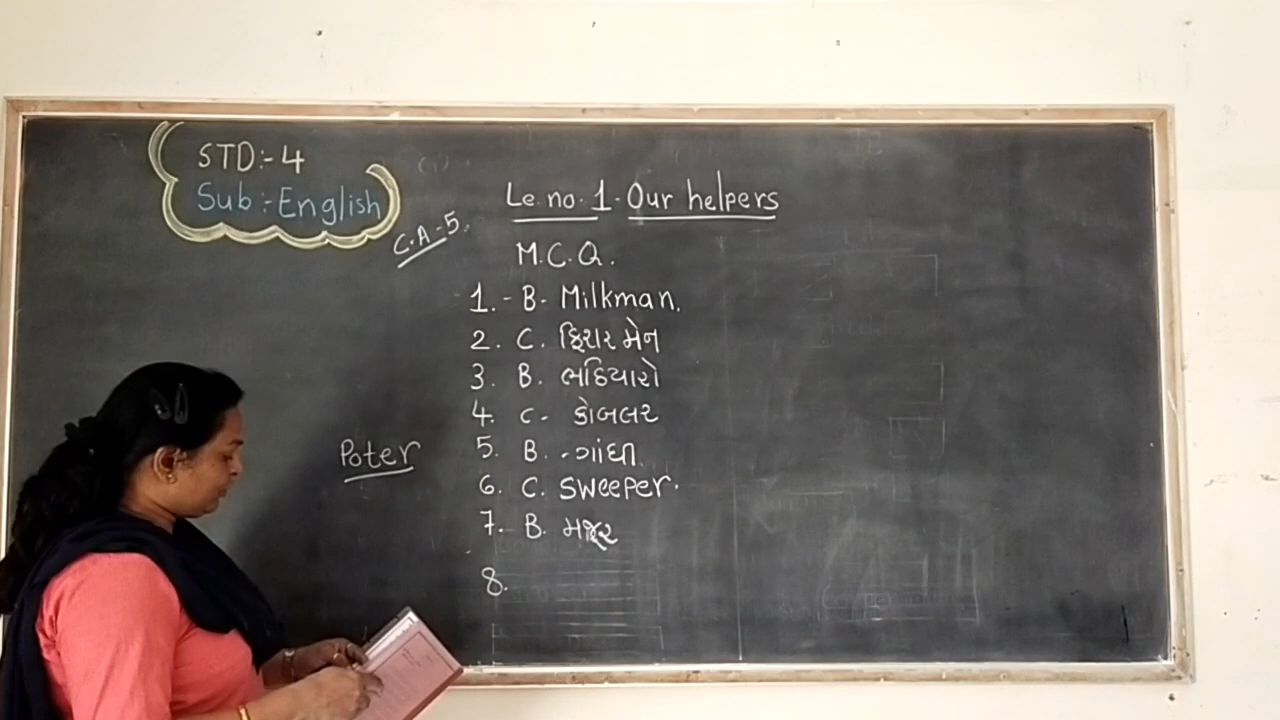 STD:- 4
Sub :- English
Le. no. 1. Our helpers
C.A-5.
M.C.Q.
1. - B- Milkman.
2. C. ફિશરમેન
3. B. ભઠિયારો
4. C- કોબલર
Poter
5. B. ગાંધી
6. C. Sweeper.
7. B. મજૂર
8.